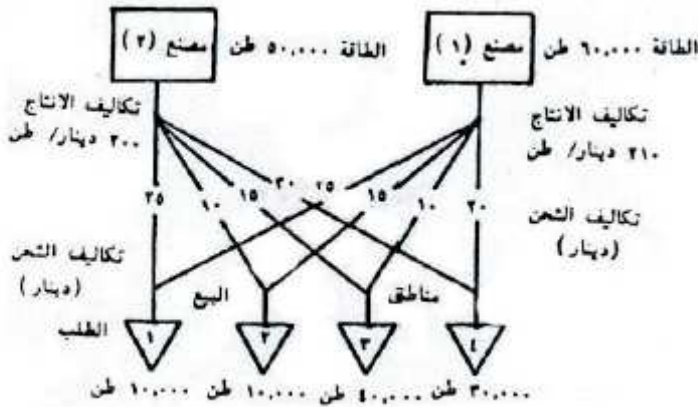 الطاقة ٦٠,٠٠٠ طن
مصنع (١)
الطاقة ٥٠,٠٠٠ طن
مصنع (٢)
تكاليف الانتاج
٢١٠ دينار/ طن
تكاليف الانتاج
٢٠٠ دينار/ طن
٢٠ ١٠ ١٥ ٢٥ ٣٠ ١٥ ١٠ ٢٥
تكاليف الشحن
(دينار)
تكاليف الشحن
(دينار)
مناطق البيع
الطلب
٤ ٣ ٢ ١
٣٠,٠٠٠ طن ٤٠,٠٠٠ طن ١٠,٠٠٠ طن ١٠,٠٠٠ طن